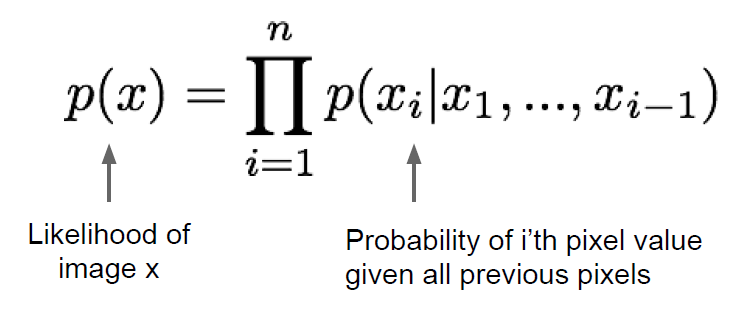 p(x) = ∏_{i=1}^{n} p(x_i|x_1, ..., x_{i-1})
Likelihood of
image x
Probability of i’th pixel value
given all previous pixels